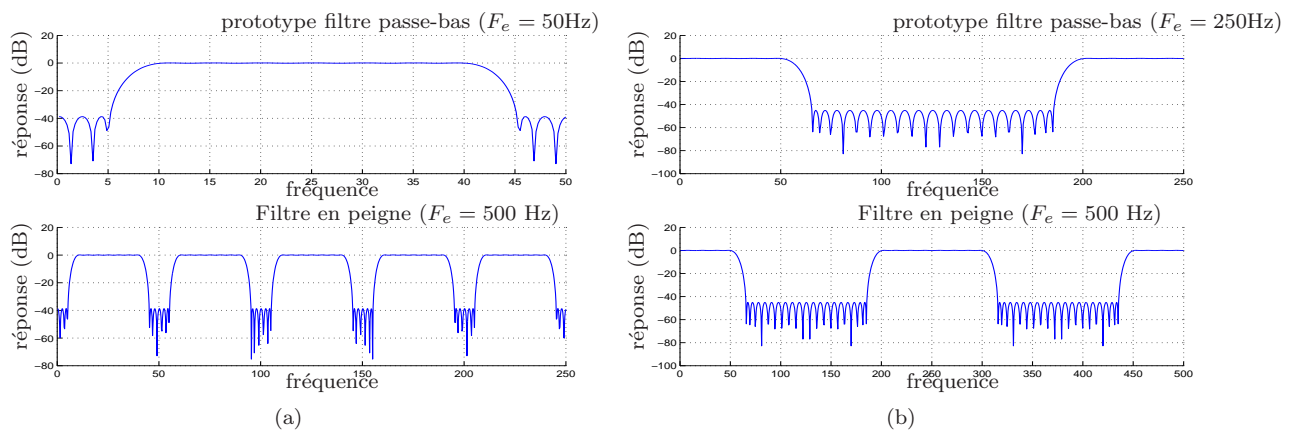 prototype filtre passe-bas (Fe = 50Hz)
20
0
−20
−40
−60
−80
réponse (dB)
0 5 10 15 20 25 30 35 40 45 50
fréquence
Filtre en peigne (Fe = 500 Hz)
20
0
−20
−40
−60
−80
réponse (dB)
0 50 100 150 200 250
fréquence
(a)
prototype filtre passe-bas (Fe = 250Hz)
20
0
−20
−40
−60
−80
−100
réponse (dB)
0 50 100 150 200 250
fréquence
Filtre en peigne (Fe = 500 Hz)
20
0
−20
−40
−60
−80
−100
réponse (dB)
0 50 100 150 200 250 300 350 400 450 500
fréquence
(b)